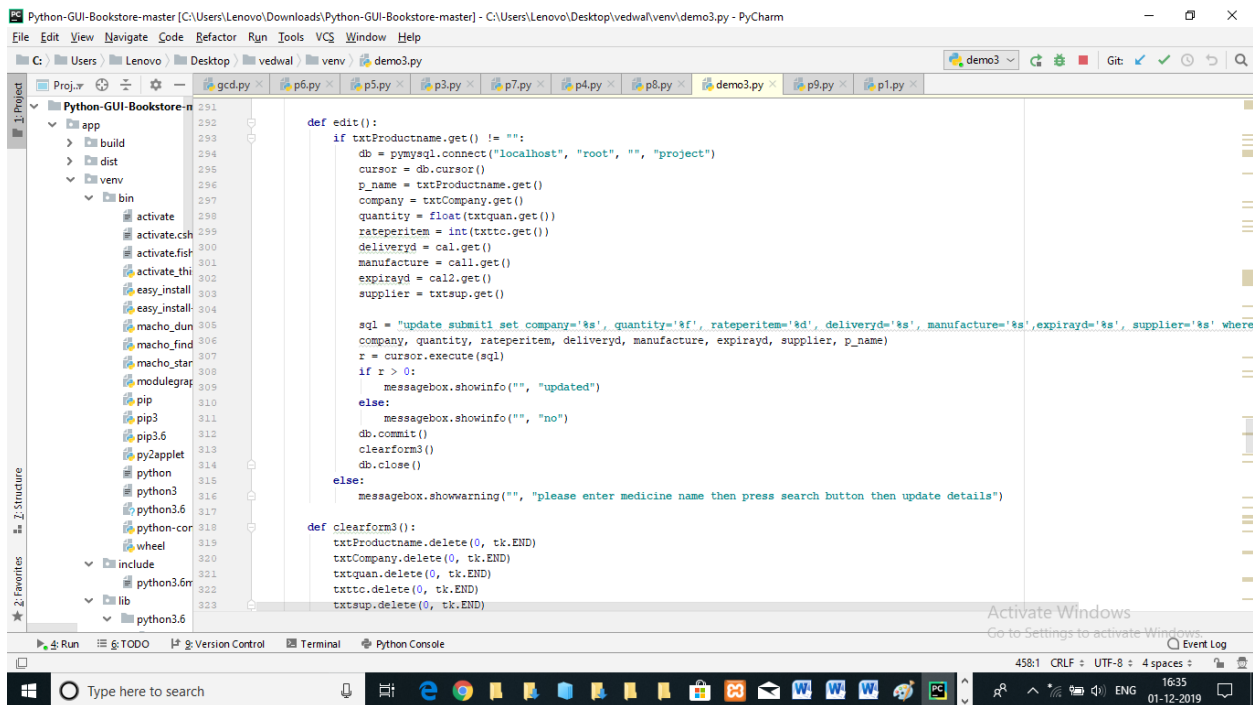 Python-GUI-Bookstore-master [C:\Users\Lenovo\Downloads\Python-GUI-Bookstore-master] - C:\Users\Lenovo\Desktop\vedwal\venv\demo3.py - PyCharm
File Edit View Navigate Code Refactor Run Tools VCS Window Help
C: Users Lenovo Desktop vedwal venv demo3.py demo3 Git:
1: Project
Proj.. gcd.py p6.py p5.py p3.py p7.py p4.py p8.py demo3.py p9.py p1.py
Python-GUI-Bookstore-m
app
build
dist
venv
bin
activate
activate.csh
activate.fish
activate_thi
easy_install
easy_install-
macho_dun
macho_find
macho_star
modulegrap
pip
pip3
pip3.6
py2applet
python
python3
python3.6
python-cor
wheel
include
python3.6m
lib
python3.6
291
292 def edit():
293 if txtProductname.get() != "":
294 db = pymysql.connect("localhost", "root", "", "project")
295 cursor = db.cursor()
296 p_name = txtProductname.get()
297 company = txtCompany.get()
298 quantity = float(txtquan.get())
299 rateperitem = int(txttc.get())
300 deliveryd = cal.get()
301 manufacture = cal1.get()
302 expirayd = cal2.get()
303 supplier = txtsup.get()
304
305 sql = "update submit1 set company='%s', quantity='%f', rateperitem='%d', deliveryd='%s', manufacture='%s',expirayd='%s', supplier='%s' where
306 company, quantity, rateperitem, deliveryd, manufacture, expirayd, supplier, p_name)
307 r = cursor.execute(sql)
308 if r > 0:
309 messagebox.showinfo("", "updated")
310 else:
311 messagebox.showinfo("", "no")
312 db.commit()
313 clearform3()
314 db.close()
315 else:
316 messagebox.showwarning("", "please enter medicine name then press search button then update details")
317
318 def clearform3():
319 txtProductname.delete(0, tk.END)
320 txtCompany.delete(0, tk.END)
321 txtquan.delete(0, tk.END)
322 txttc.delete(0, tk.END)
323 txtsup.delete(0, tk.END)
7: Structure
2: Favorites
Activate Windows
Go to Settings to activate Windows.
4: Run 6: TODO 9: Version Control Terminal Python Console Event Log
458:1 CRLF UTF-8 4 spaces
Type here to search
ENG
16:35
01-12-2019